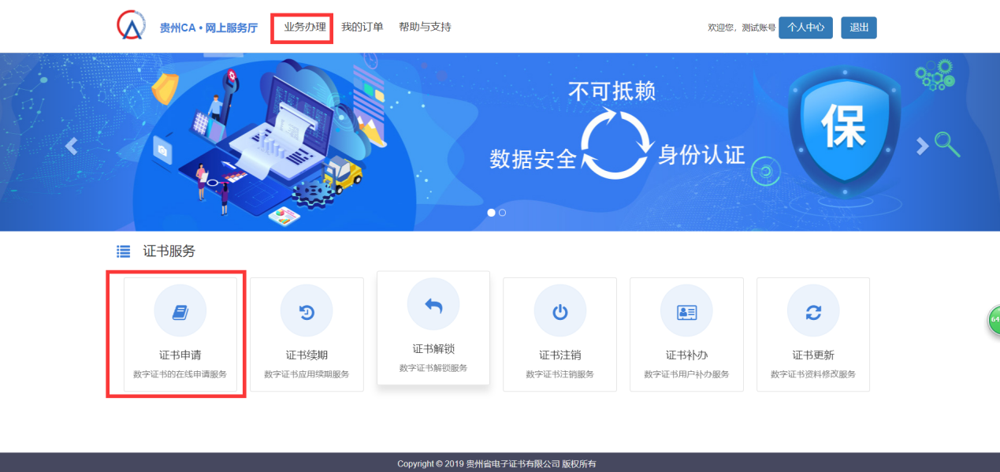 贵州CA • 网上服务厅
业务办理
我的订单
帮助与支持
欢迎您，测试账号
个人中心
退出
不可抵赖
数据安全
身份认证
保
证书服务
证书申请
数字证书的在线申请服务
证书续期
数字证书应用续期服务
证书解锁
数字证书解锁服务
证书注销
数字证书注销服务
证书补办
数字证书用户补办服务
证书更新
数字证书资料修改服务
64
Copyright © 2019 贵州省电子证书有限公司 版权所有